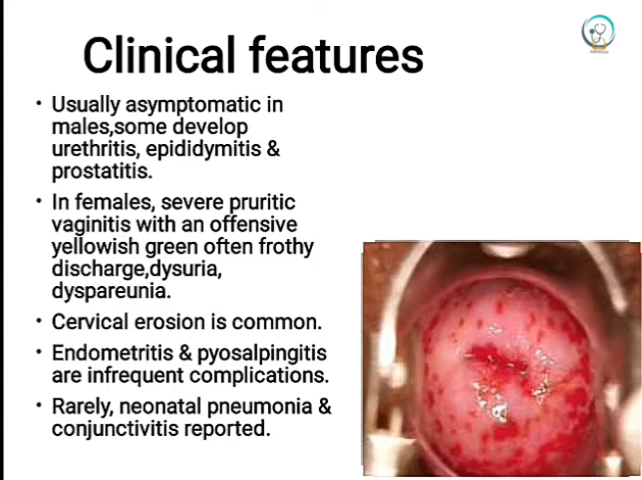 Clinical features
• Usually asymptomatic in
males,some develop
urethritis, epididymitis &
prostatitis.
• In females, severe pruritic
vaginitis with an offensive
yellowish green often frothy
discharge,dysuria,
dyspareunia.
• Cervical erosion is common.
• Endometritis & pyosalpingitis
are infrequent complications.
• Rarely, neonatal pneumonia &
conjunctivitis reported.